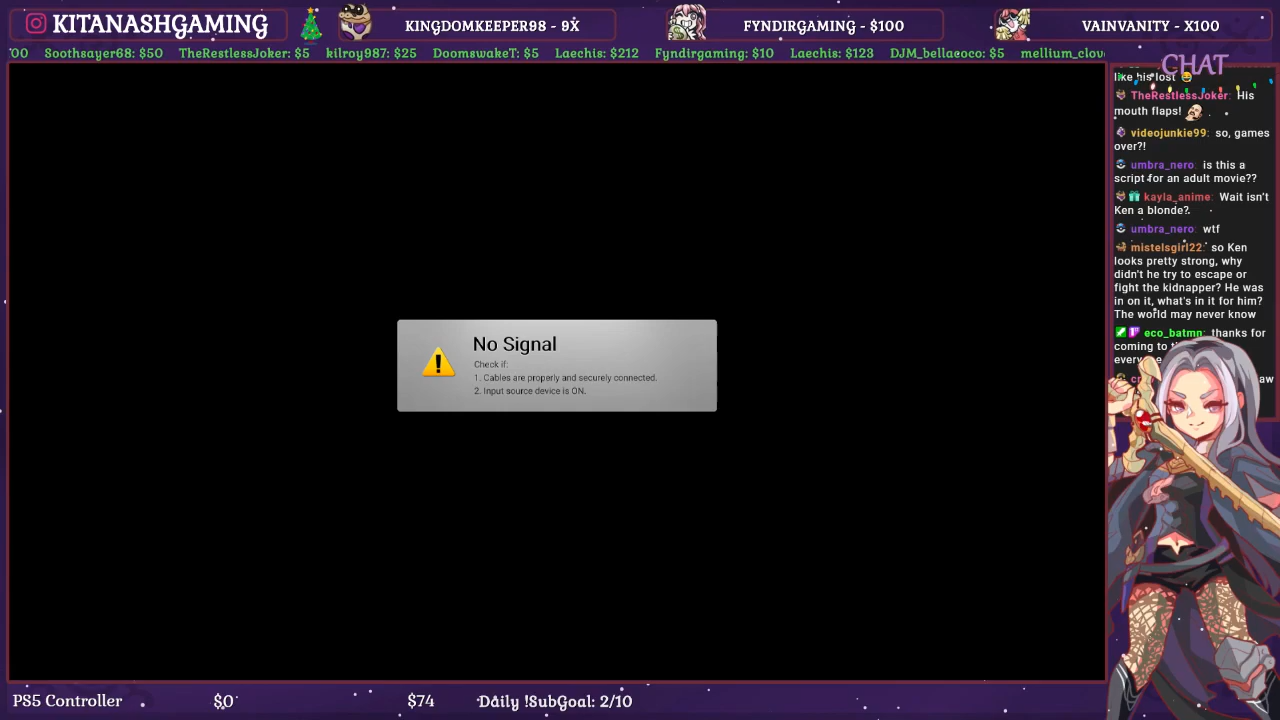 KITANASHGAMING
KINGDOMKEEPER98 - 9X
FYNDIRGAMING - $100
VAINVANITY - X100
'00 Soothsayer68: $50 TheRestlessJoker: $5 kilroy987: $25 DoomswakeT: $5 Laechis: $212 Fyndirgaming: $10 Laechis: $123 DJM_bellacoco: $5 mellium_clov
CHAT
like his lost
TheRestlessJoker: His
mouth flaps!
videojunkie99: so, games
over?!
umbra_nero: is this a
script for an adult movie??
kayla_anime: Wait isn't
Ken a blonde?
umbra_nero: wtf
mistelsgirl22: so Ken
looks pretty strong, why
didn't he try to escape or
fight the kidnapper? He was
in on it, what's in it for him?
The world may never know
eco_batmn: thanks for
coming to
No Signal
Check if:
1. Cables are properly and securely connected.
2. Input source device is ON.
PS5 Controller
$0
$74
Daily !SubGoal: 2/10